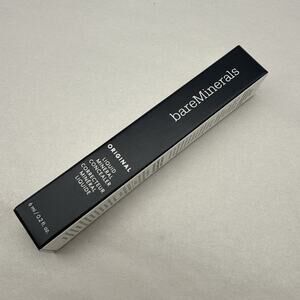 bareMinerals
ORIGINAL
LIQUID
MINERAL
CONCEALER
CORRECTEUR
MINÉRAL
LIQUIDE
6 ml / 0.2 fl. oz.